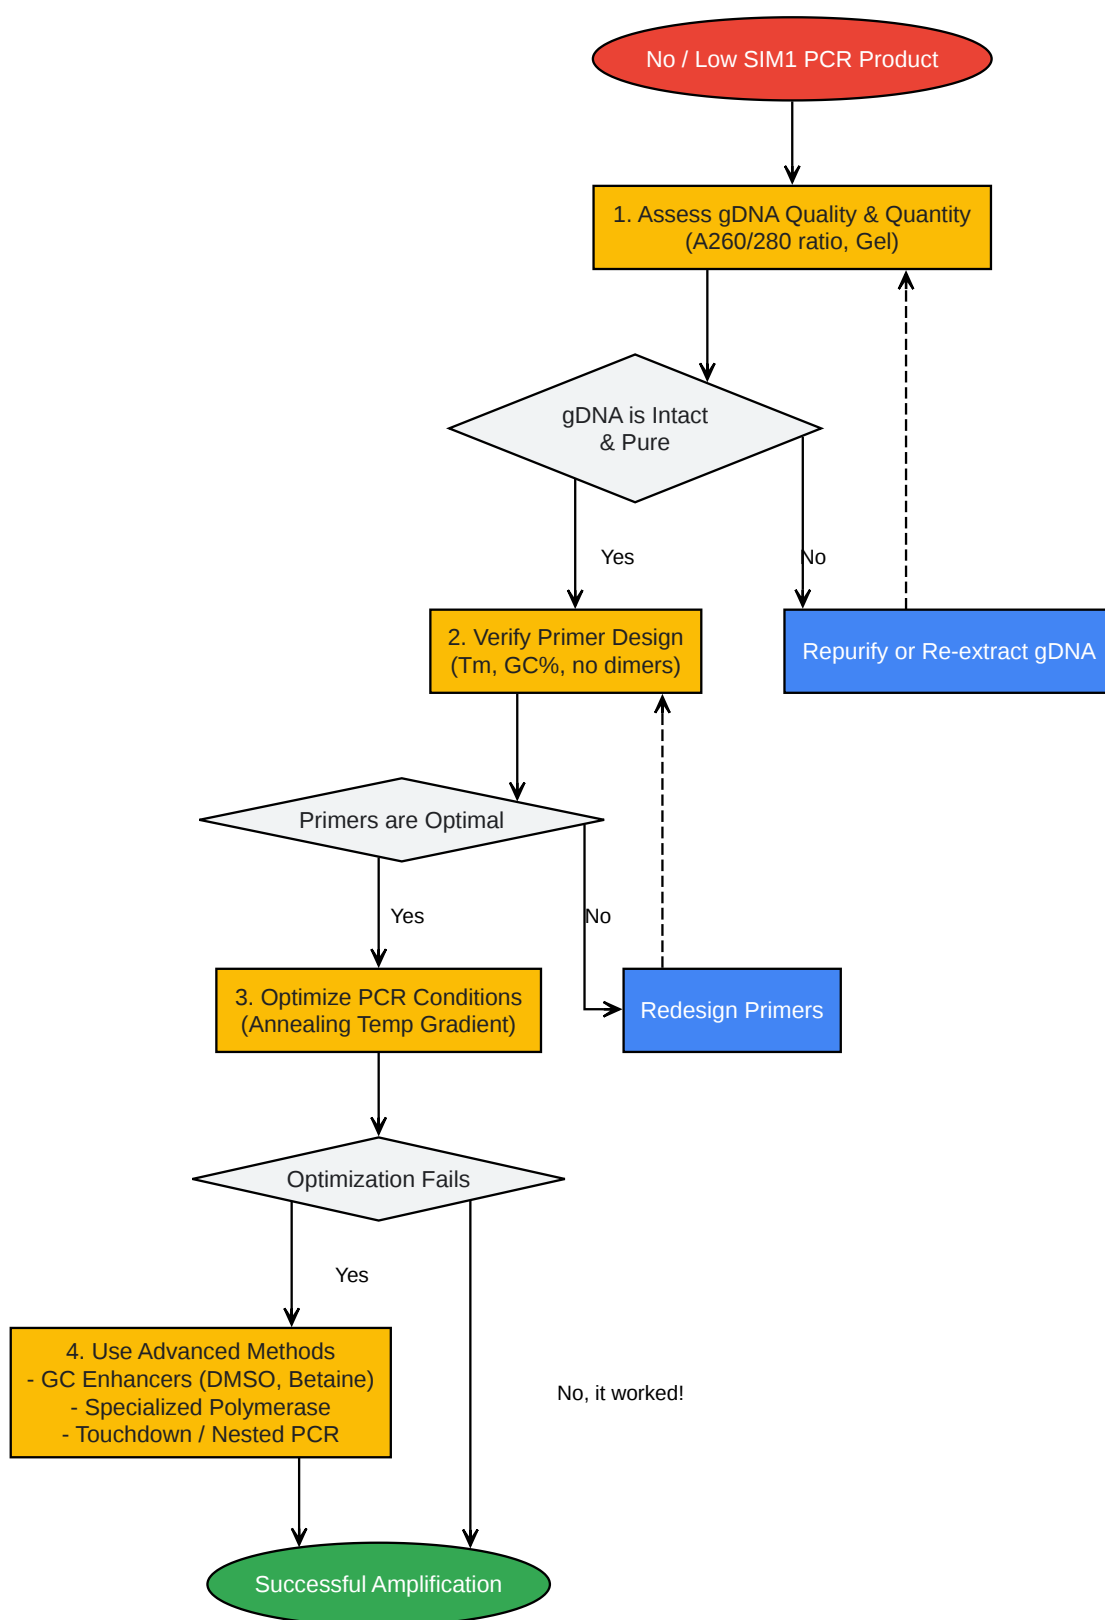 No / Low SIM1 PCR Product
1. Assess gDNA Quality & Quantity
(A260/280 ratio, Gel)
gDNA is Intact
& Pure
Yes
No
2. Verify Primer Design
(Tm, GC%, no dimers)
Repurify or Re-extract gDNA
Primers are Optimal
Yes
No
3. Optimize PCR Conditions
(Annealing Temp Gradient)
Redesign Primers
Optimization Fails
Yes
4. Use Advanced Methods
- GC Enhancers (DMSO, Betaine)
- Specialized Polymerase
- Touchdown / Nested PCR
No, it worked!
Successful Amplification